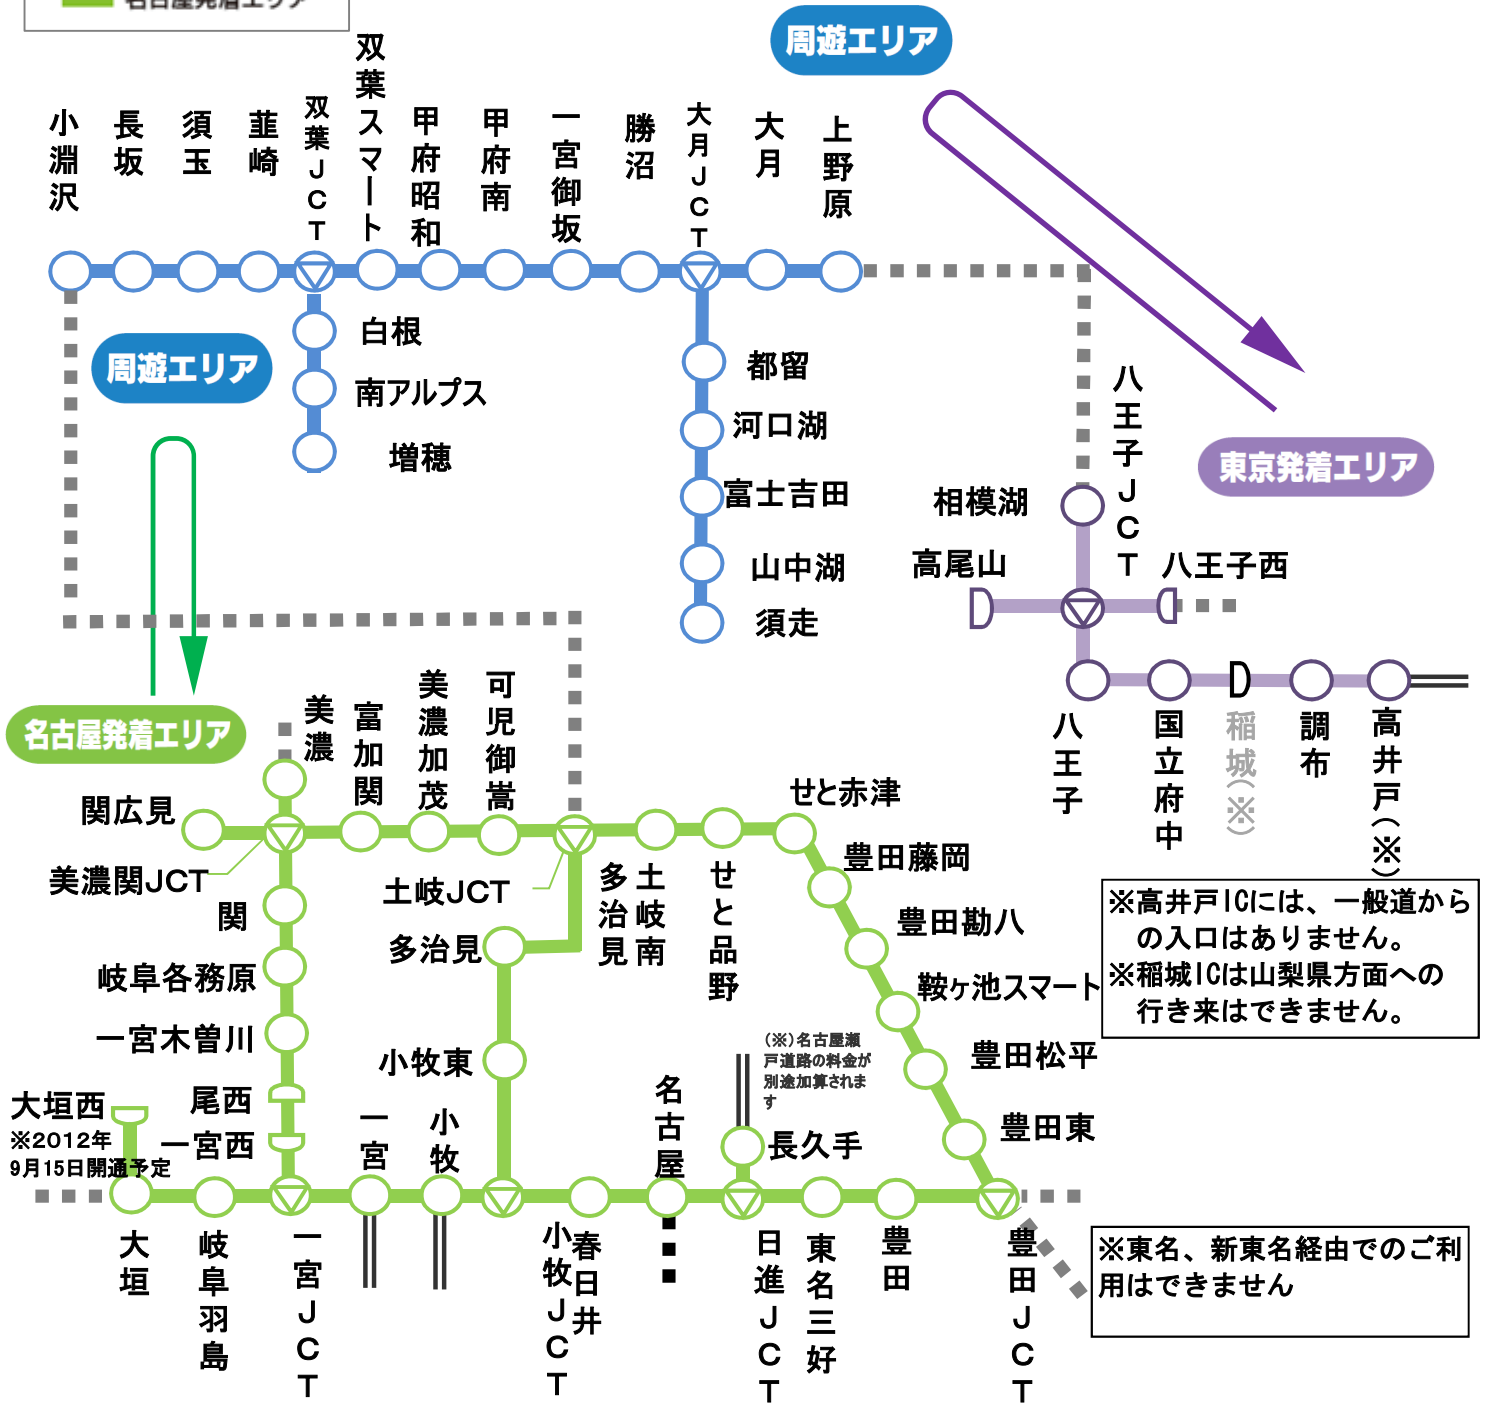 名古屋発着エリア
周遊エリア
小淵沢
長坂
須玉
韮崎
双葉JCT
双葉スマート
甲府昭和
甲府南
一宮御坂
勝沼
大月JCT
大月
上野原
周遊エリア
白根
南アルプス
増穂
都留
河口湖
富士吉田
山中湖
須走
八王子JCT
東京発着エリア
相模湖
高尾山
八王子西
八王子
国立府中
稲城(※)
調布
高井戸(※)
※高井戸ICには、一般道から
の入口はありません。
※稲城ICは山梨県方面への
行き来はできません。
名古屋発着エリア
美濃
富加関
美濃加茂
可児御嵩
関広見
美濃関JCT
土岐JCT
多治見
土岐南
せと品野
せと赤津
豊田藤岡
豊田勘八
鞍ヶ池スマート
豊田松平
豊田東
関
岐阜各務原
一宮木曽川
尾西
一宮西
多治見
小牧東
大垣西
※2012年
9月15日開通予定
一宮
小牧
名古屋
(※)名古屋瀬
戸道路の料金が
別途加算されま
す
長久手
大垣
岐阜羽島
一宮JCT
小牧JCT
春日井
日進JCT
東名三好
豊田
豊田JCT
※東名、新東名経由でのご利
用はできません